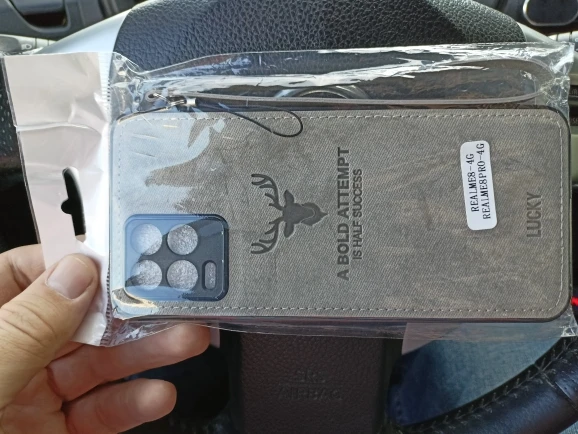 A BOLD ATTEMPT
IS HALF SUCCESS
REALME8-4G
REALME8PRO-4G
LUCKY